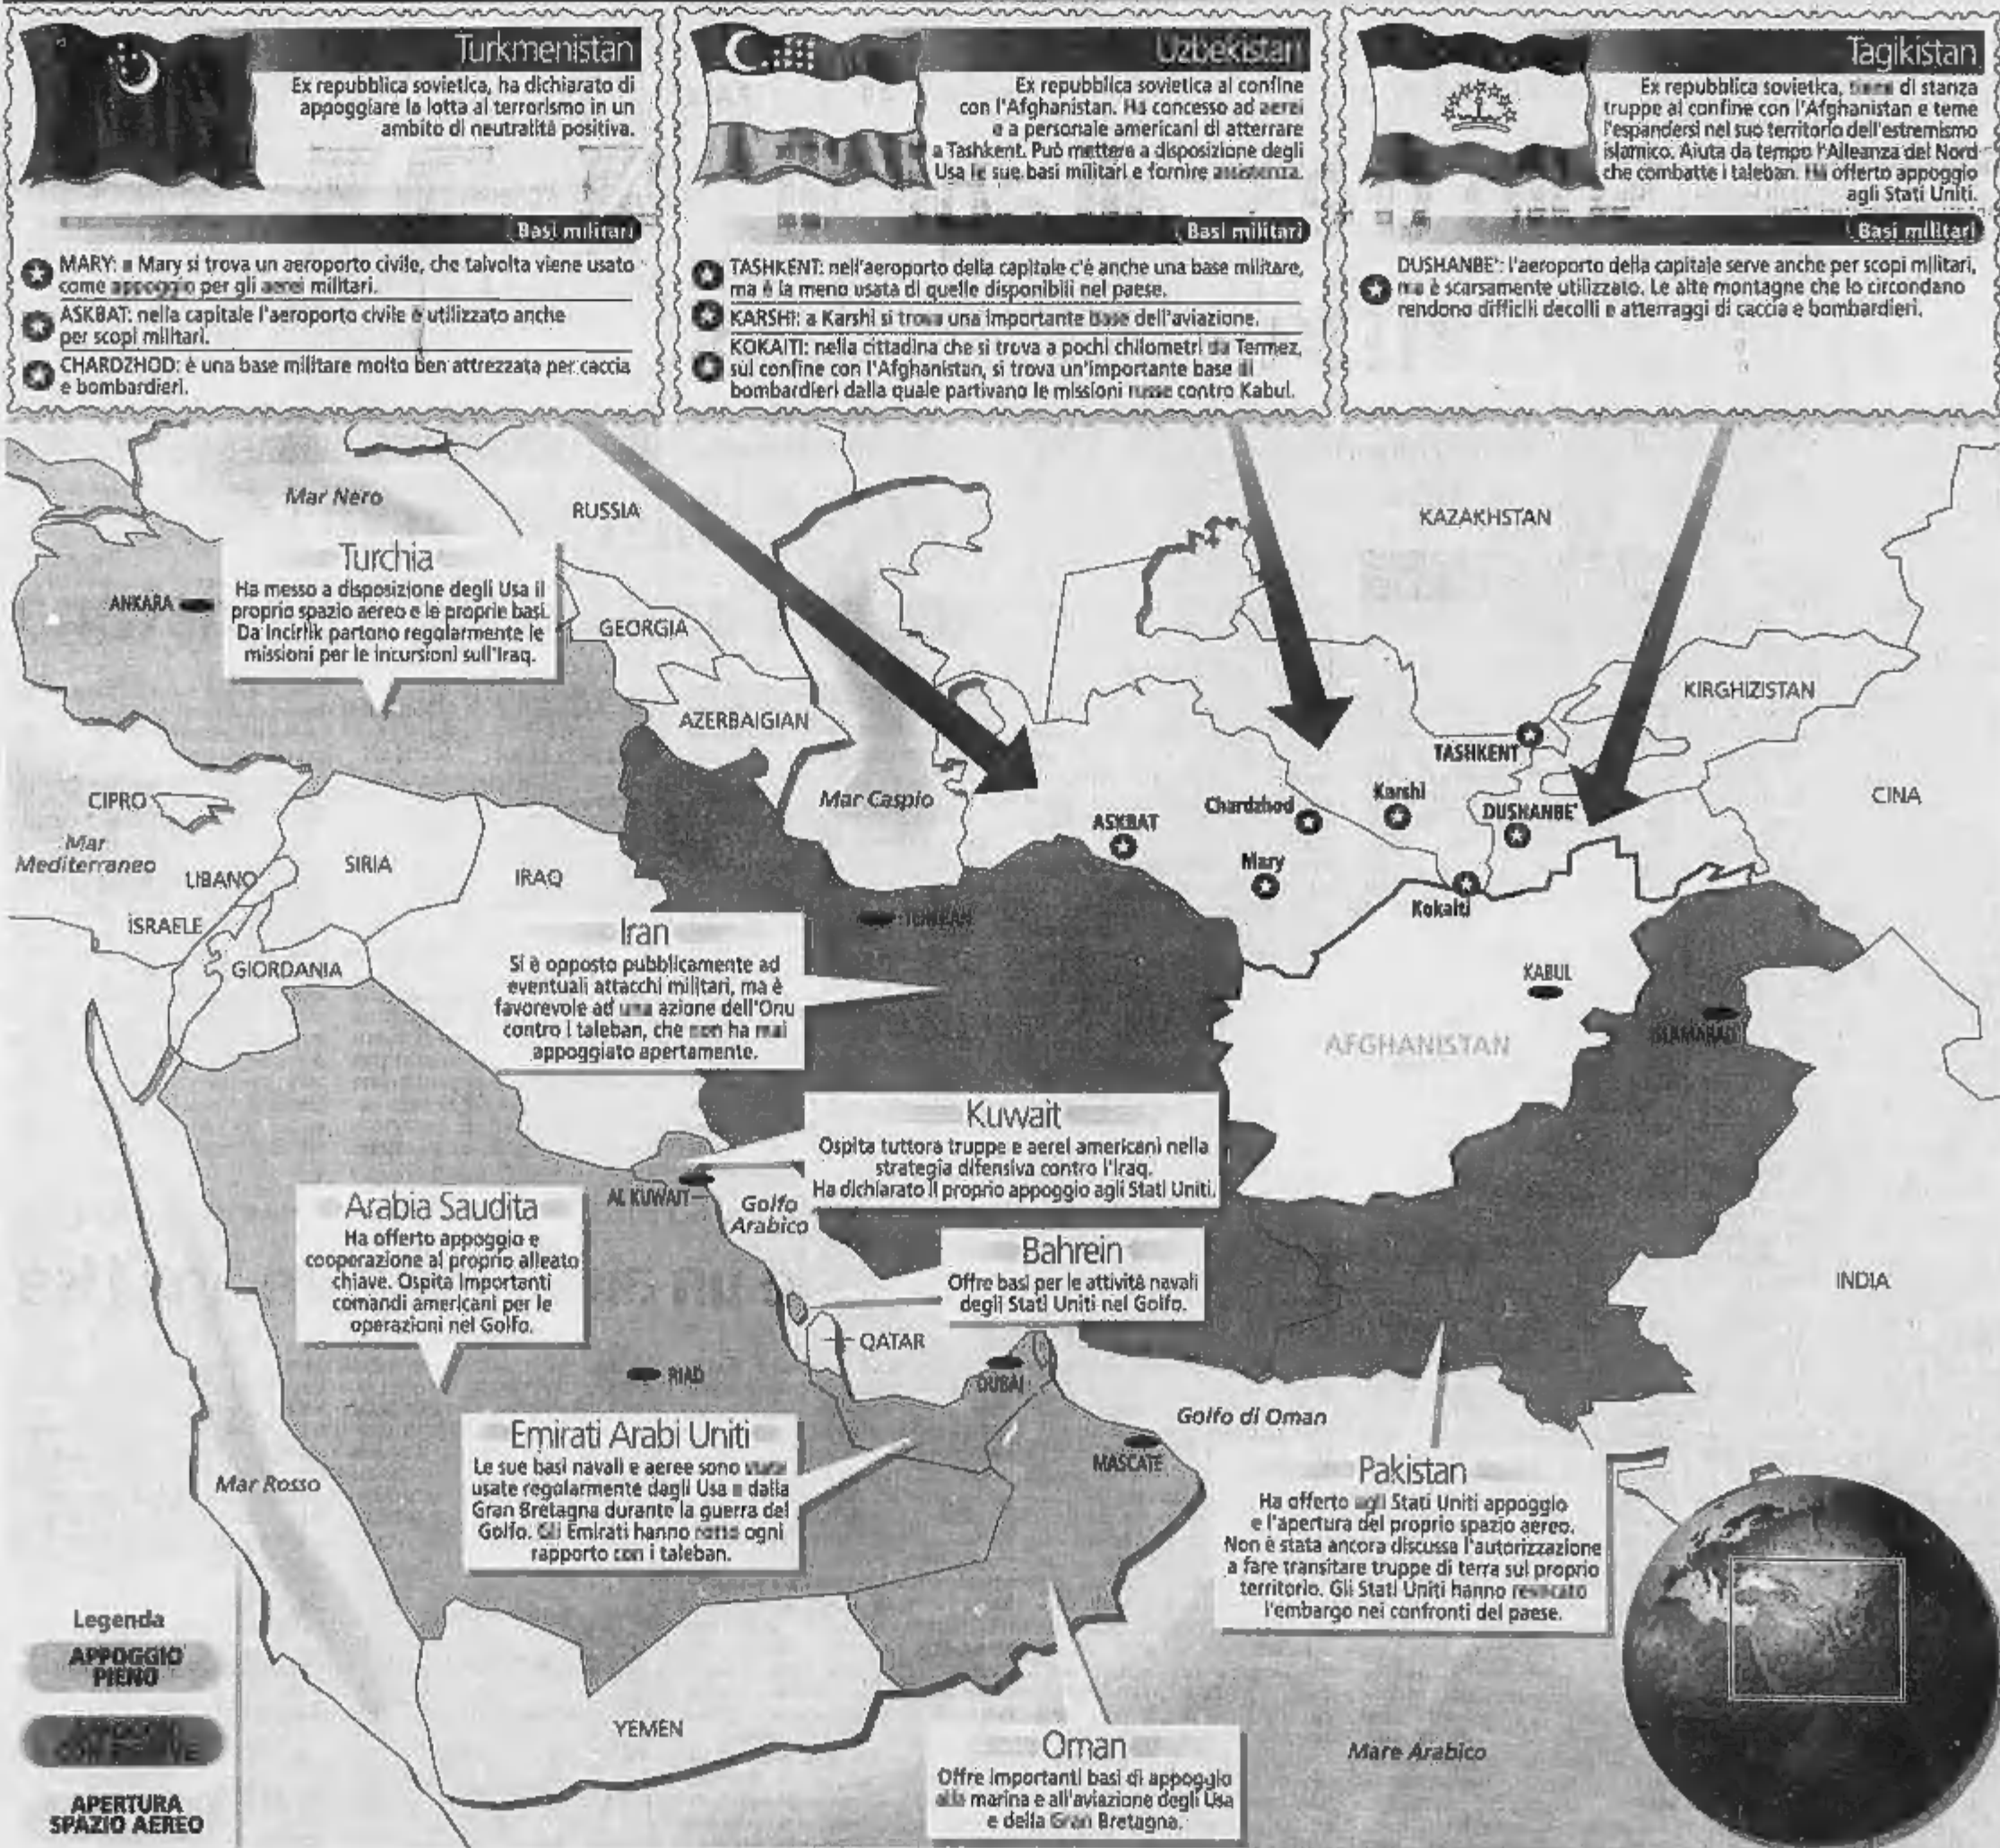 Turkmenistan
Ex repubblica sovietica, ha dichiarato di
appoggiare la lotta al terrorismo in un
ambito di neutralità positiva.
Basi militari
MARY: a Mary si trova un aeroporto civile, che talvolta viene usato
come appoggio per gli aerei militari.
ASKBAT: nella capitale l'aeroporto civile è utilizzato anche
per scopi militari.
CHARDZHOD: è una base militare molto ben attrezzata per caccia
e bombardieri.
Uzbekistan
Ex repubblica sovietica al confine
con l'Afghanistan. Ha concesso ad aerei
e a personale americani di atterrare
a Tashkent. Può mettere a disposizione degli
Usa le sue basi militari e fornire assistenza.
Basi militari
TASHKENT: nell'aeroporto della capitale c'è anche una base militare,
ma è la meno usata di quelle disponibili nel paese.
KARSHI: a Karshi si trova una importante base dell'aviazione.
KOKAITI: nella cittadina che si trova a pochi chilometri da Termez,
sul confine con l'Afghanistan, si trova un'importante base di
bombardieri dalla quale partivano le missioni russe contro Kabul.
Tagikistan
Ex repubblica sovietica, di stanza
truppe al confine con l'Afghanistan e teme
l'espandersi nel suo territorio dell'estremismo
islamico. Aiuta da tempo l'Alleanza del Nord
che combatte i taleban. Ha offerto appoggio
agli Stati Uniti.
Basi militari
DUSHANBE': l'aeroporto della capitale serve anche per scopi militari,
ma è scarsamente utilizzato. Le alte montagne che lo circondano
rendono difficili decolli e atterraggi di caccia e bombardieri.
Mar Nero
RUSSIA
KAZAKHSTAN
Turchia
Ha messo a disposizione degli Usa il
proprio spazio aereo e le proprie basi.
Da Incirlik partono regolarmente le
missioni per le incursioni sull'Iraq.
ANKARA
GEORGIA
AZERBAIGIAN
KIRGHIZISTAN
TASHKENT
CIPRO
Mar Caspio
Chardzhod
Karshi
CINA
ASKBAT
DUSHANBE'
Mar
Mediterraneo
LIBANO
SIRIA
IRAQ
Mary
Kokaiti
ISRAELE
TEHERAN
GIORDANIA
KABUL
Iran
Si è opposto pubblicamente ad
eventuali attacchi militari, ma è
favorevole ad una azione dell'Onu
contro i taleban, che non ha mai
appoggiato apertamente.
AFGHANISTAN
ISLAMABAD
Kuwait
Ospita tuttora truppe e aerei americani nella
strategia difensiva contro l'Iraq.
Ha dichiarato il proprio appoggio agli Stati Uniti.
AL KUWAIT
Golfo
Arabico
Arabia Saudita
Ha offerto appoggio e
cooperazione al proprio alleato
chiave. Ospita importanti
comandi americani per le
operazioni nel Golfo.
Bahrein
Offre basi per le attività navali
degli Stati Uniti nel Golfo.
INDIA
QATAR
RIAD
DUBAI
Golfo di Oman
MASCATE
Emirati Arabi Uniti
Le sue basi navali e aeree sono state
usate regolarmente dagli Usa e dalla
Gran Bretagna durante la guerra del
Golfo. Gli Emirati hanno rotto ogni
rapporto con i taleban.
Mar Rosso
Pakistan
Ha offerto agli Stati Uniti appoggio
e l'apertura del proprio spazio aereo.
Non è stata ancora discussa l'autorizzazione
a fare transitare truppe di terra sul proprio
territorio. Gli Stati Uniti hanno revocato
l'embargo nei confronti del paese.
Legenda
APPOGGIO
PIENO
CON RISERVE
APERTURA
SPAZIO AEREO
YEMEN
Oman
Offre importanti basi di appoggio
alla marina e all'aviazione degli Usa
e della Gran Bretagna.
Mare Arabico